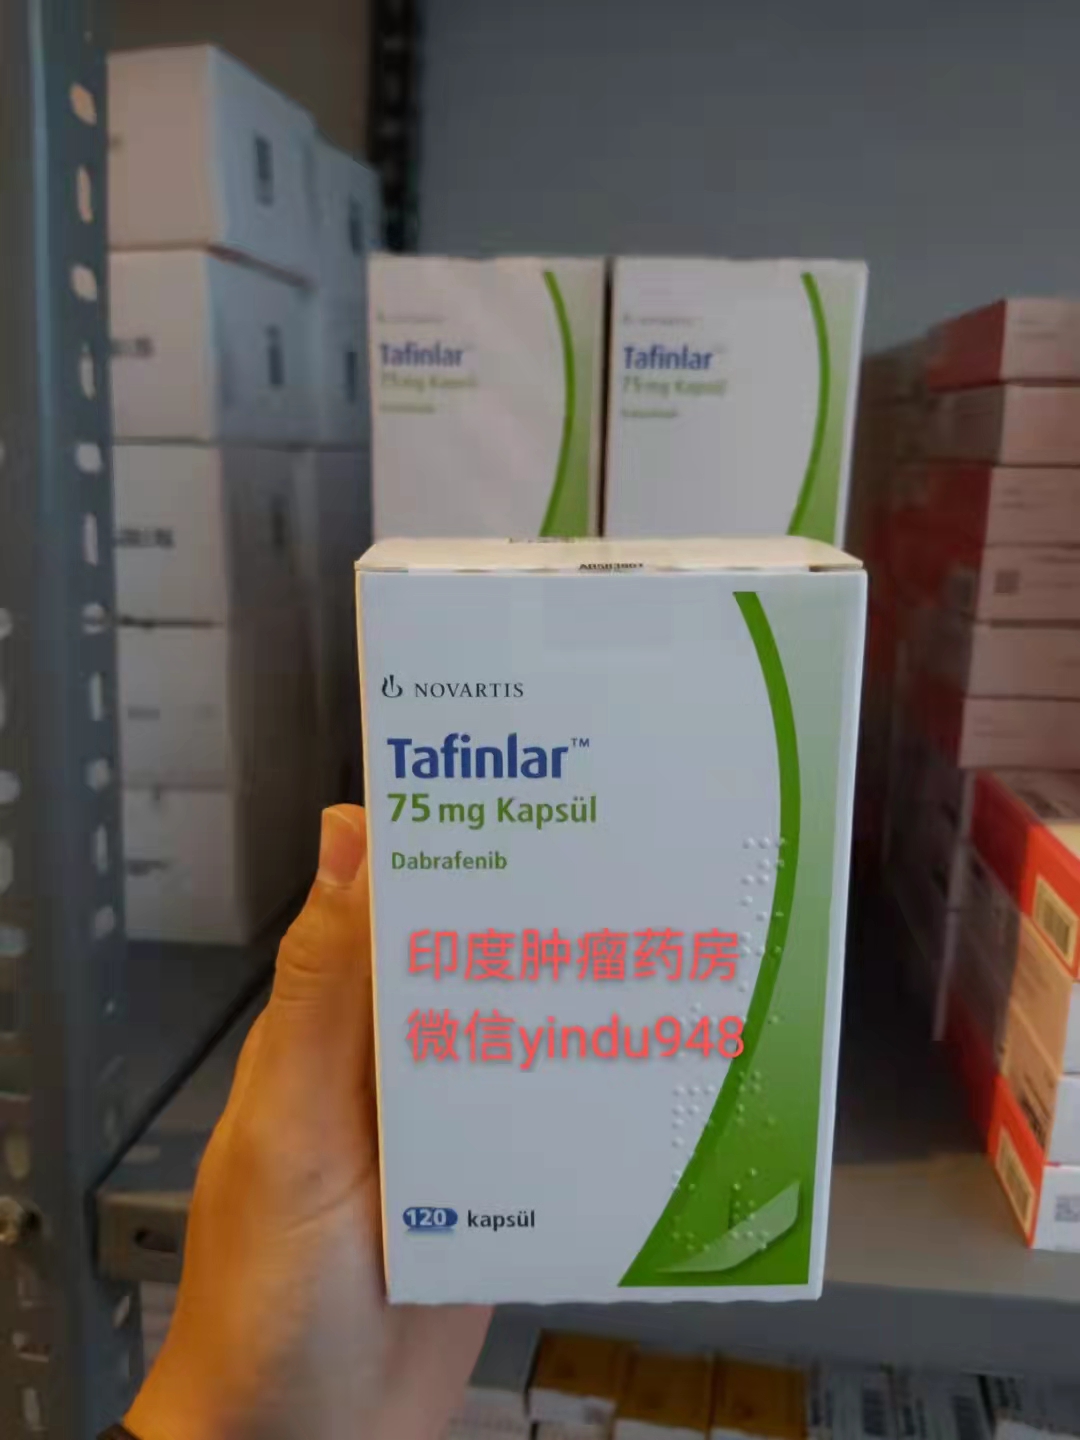 Tafinlar
75 mg Kapsül
Tafinlar
75 mg Kapsül
NOVARTIS
Tafinlar™
75 mg Kapsül
Dabrafenib
印度肿瘤药房
微信yindu948
120 kapsül